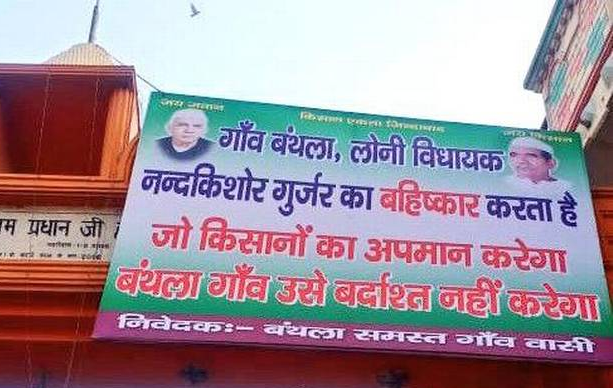 जय जवान
किसान एकता जिन्दाबाद
जय किसान
गाँव बंथला, लोनी विधायक
नन्दकिशोर गुर्जर का बहिष्कार करता है
जो किसानों का अपमान करेगा
बंथला गाँव उसे बर्दाश्त नहीं करेगा
निवेदकः– बंथला समस्त गाँव वासी
म प्रधान जी